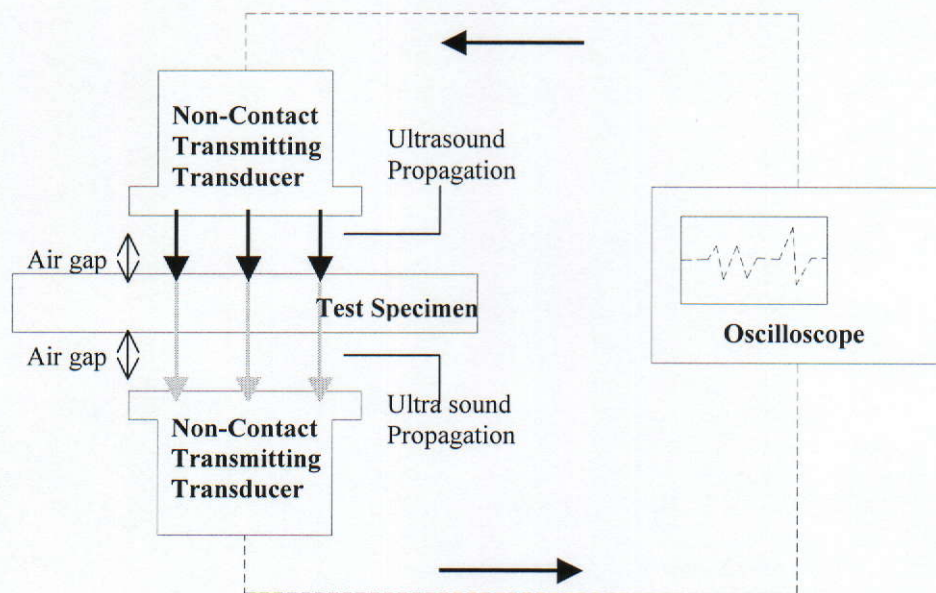 Non-Contact
Transmitting
Transducer
Ultrasound
Propagation
Air gap
Test Specimen
Oscilloscope
Air gap
Ultra sound
Propagation
Non-Contact
Transmitting
Transducer